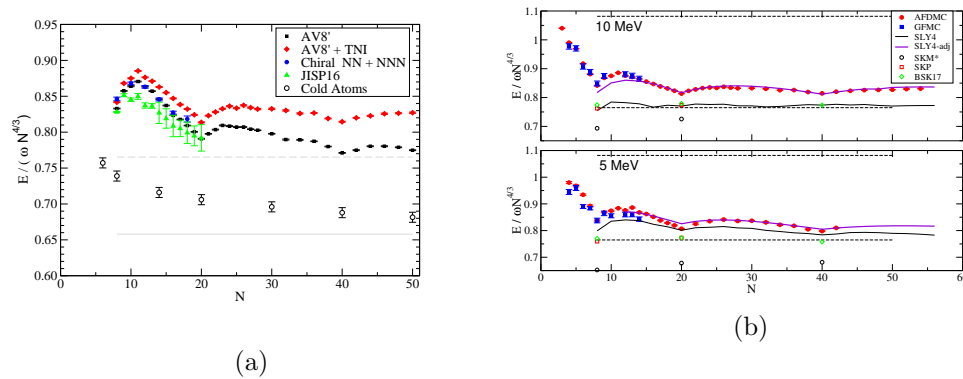 0.95
0.90
0.85
0.80
0.75
0.70
0.65
0.60
E / ( ω N^4/3 )
AV8'
AV8' + TNI
Chiral NN + NNN
JISP16
Cold Atoms
0 10 20 30 40 50
N
(a)
1.1
1
0.9
0.8
0.7
E / ωN^4/3
10 MeV
AFDMC
GFMC
SLY4
SLY4-adj
SKM*
SKP
BSK17
1.1
1
0.9
0.8
0.7
E / ωN^4/3
5 MeV
0 10 20 30 40 50 60
N
(b)